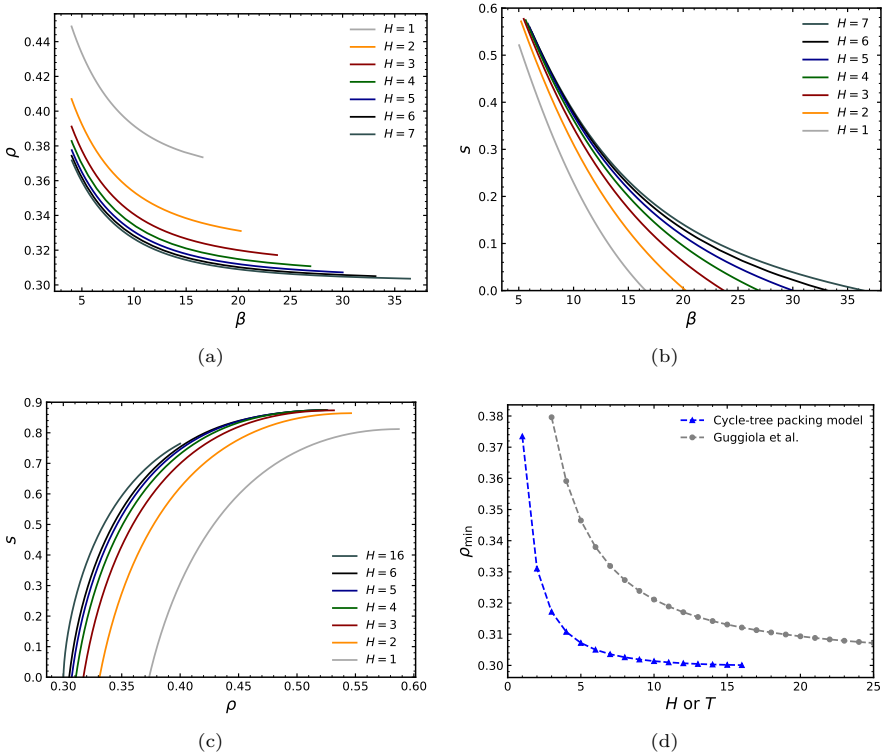 0.44
0.42
0.40
0.38
0.36
0.34
0.32
0.30
ρ
5 10 15 20 25 30 35
β
H = 1
H = 2
H = 3
H = 4
H = 5
H = 6
H = 7
(a)
0.6
0.5
0.4
0.3
0.2
0.1
0.0
s
5 10 15 20 25 30 35
β
H = 7
H = 6
H = 5
H = 4
H = 3
H = 2
H = 1
(b)
0.9
0.8
0.7
0.6
0.5
0.4
0.3
0.2
0.1
0.0
s
0.30 0.35 0.40 0.45 0.50 0.55 0.60
ρ
H = 16
H = 6
H = 5
H = 4
H = 3
H = 2
H = 1
(c)
0.38
0.37
0.36
0.35
0.34
0.33
0.32
0.31
0.30
ρmin
0 5 10 15 20 25
H or T
Cycle-tree packing model
Guggiola et al.
(d)